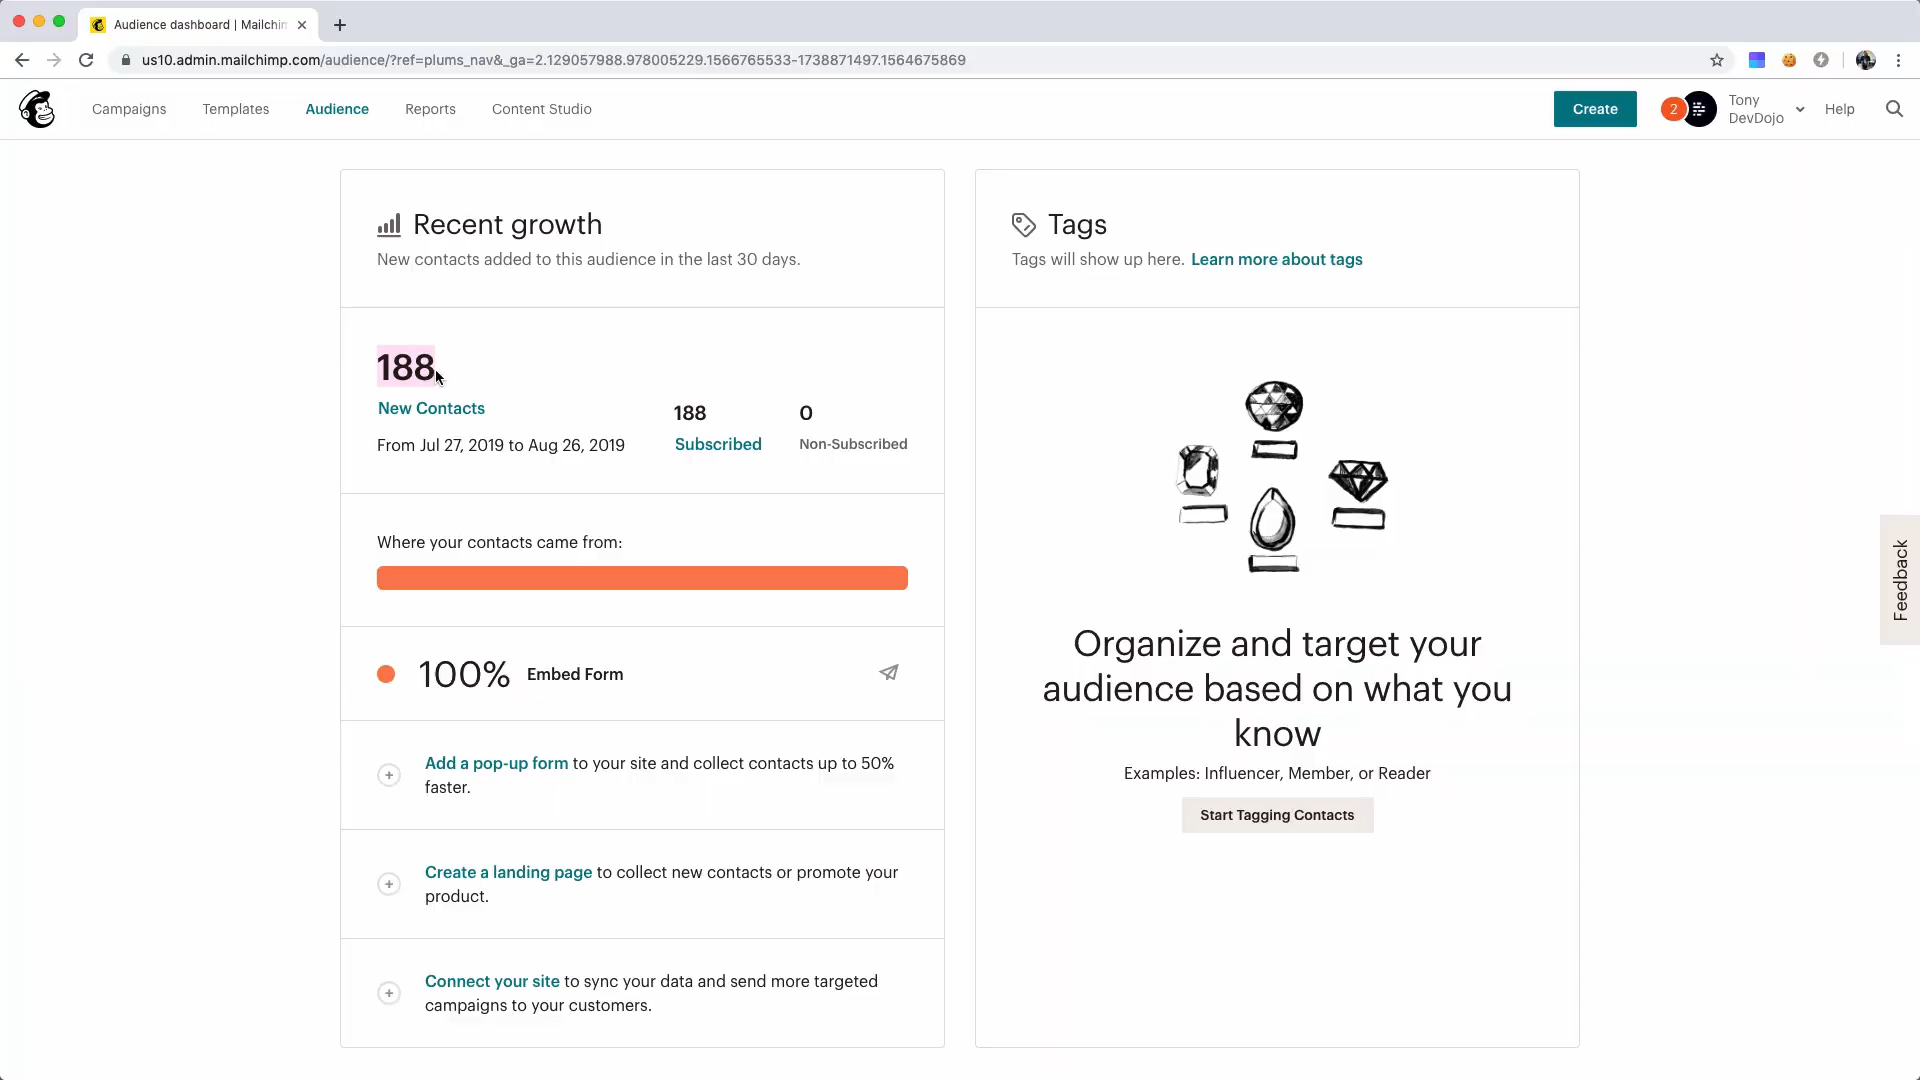 Audience dashboard | Mailchim
us10.admin.mailchimp.com/audience/?ref=plums_nav&_ga=2.129057988.978005229.1566765533-1738871497.1564675869
Campaigns
Templates
Audience
Reports
Content Studio
Create
2
Tony
DevDojo
Help
Recent growth
New contacts added to this audience in the last 30 days.
188
New Contacts
From Jul 27, 2019 to Aug 26, 2019
188
Subscribed
0
Non-Subscribed
Where your contacts came from:
100% Embed Form
Add a pop-up form to your site and collect contacts up to 50%
faster.
Create a landing page to collect new contacts or promote your
product.
Connect your site to sync your data and send more targeted
campaigns to your customers.
Tags
Tags will show up here. Learn more about tags
Organize and target your
audience based on what you
know
Examples: Influencer, Member, or Reader
Start Tagging Contacts
Feedback